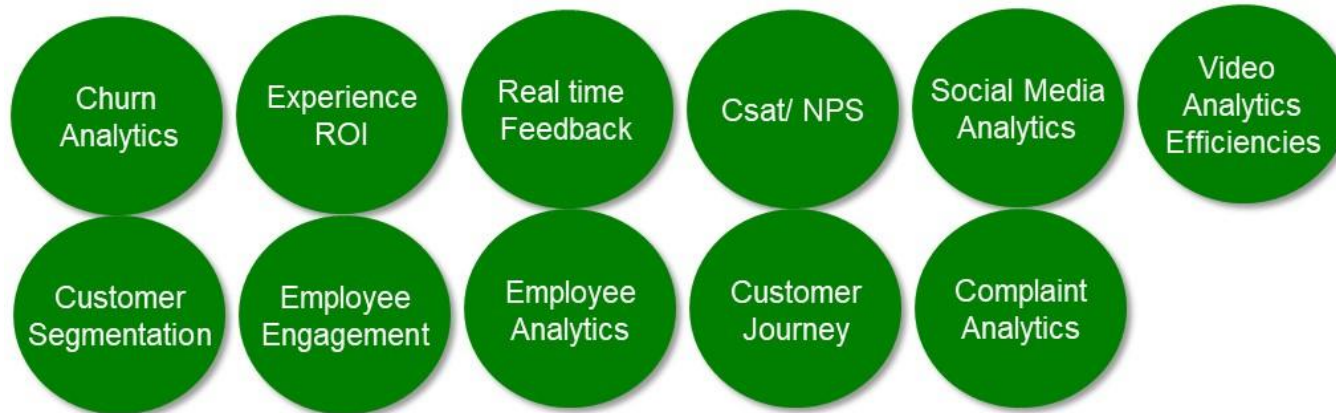 Churn
Analytics
Experience
ROI
Real time
Feedback
Csat/ NPS
Social Media
Analytics
Video
Analytics
Efficiencies
Customer
Segmentation
Employee
Engagement
Employee
Analytics
Customer
Journey
Complaint
Analytics